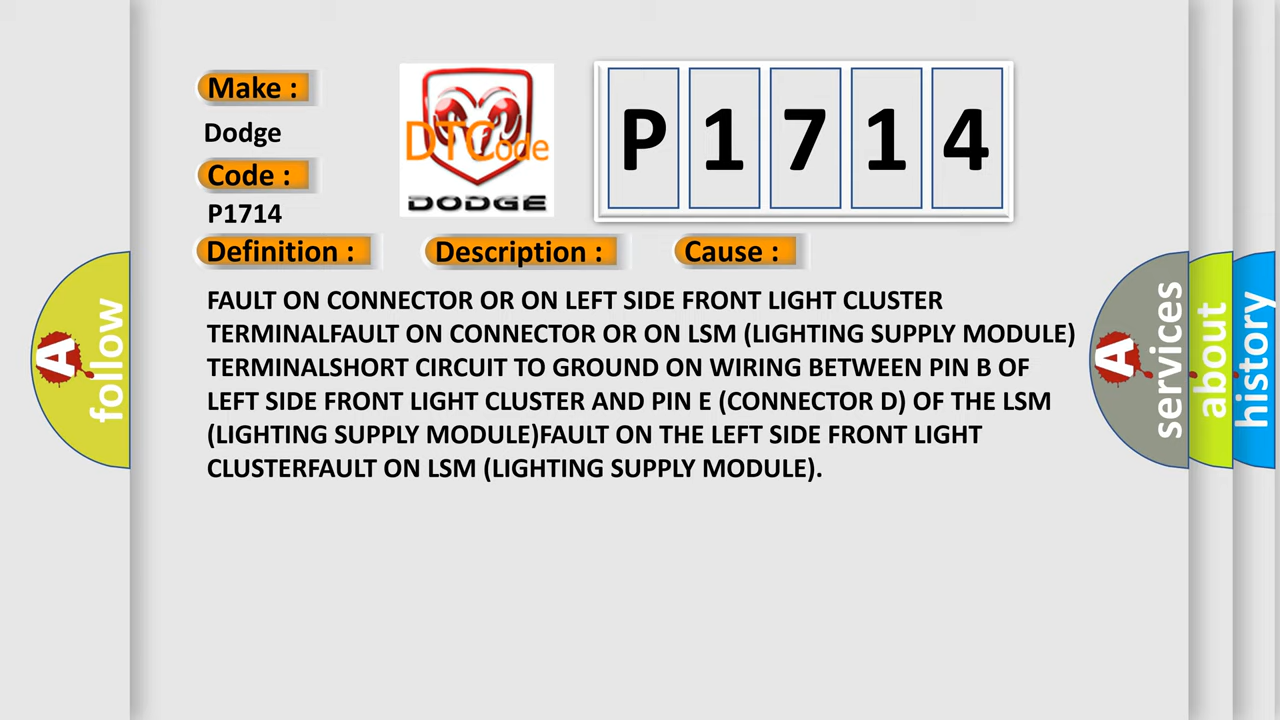 Make :
Dodge
Code :
P1714
DTCode
DODGE
P 1 7 1 4
Definition :
Description :
Cause :
FAULT ON CONNECTOR OR ON LEFT SIDE FRONT LIGHT CLUSTER
TERMINALFAULT ON CONNECTOR OR ON LSM (LIGHTING SUPPLY MODULE)
TERMINALSHORT CIRCUIT TO GROUND ON WIRING BETWEEN PIN B OF
LEFT SIDE FRONT LIGHT CLUSTER AND PIN E (CONNECTOR D) OF THE LSM
(LIGHTING SUPPLY MODULE)FAULT ON THE LEFT SIDE FRONT LIGHT
CLUSTERFAULT ON LSM (LIGHTING SUPPLY MODULE).
A
follow
A
services
about
history